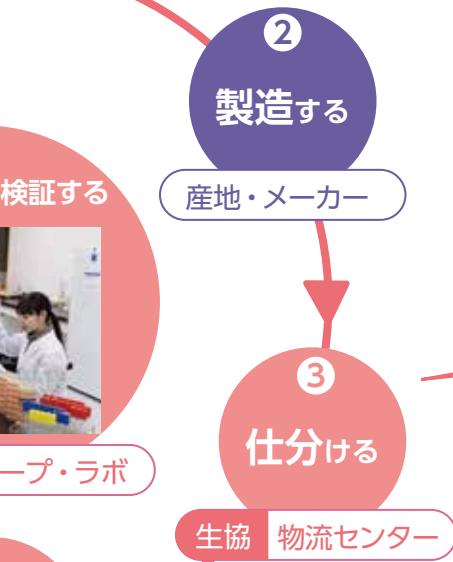 2
製造する
産地・メーカー
検証する
ープ・ラボ
3
仕分ける
生協 物流センター